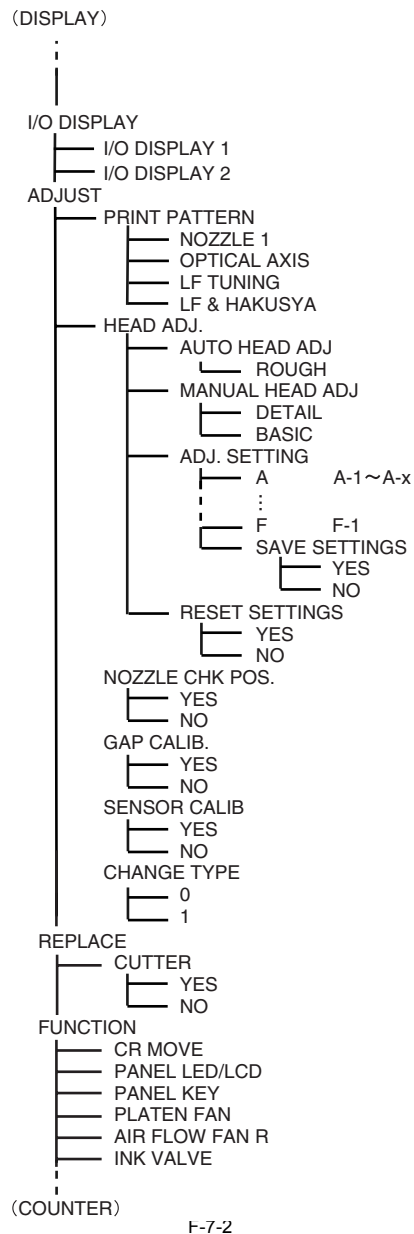 (DISPLAY)
I/O DISPLAY
I/O DISPLAY 1
I/O DISPLAY 2
ADJUST
PRINT PATTERN
NOZZLE 1
OPTICAL AXIS
LF TUNING
LF & HAKUSYA
HEAD ADJ.
AUTO HEAD ADJ
ROUGH
MANUAL HEAD ADJ
DETAIL
BASIC
ADJ. SETTING
A A-1～A-x
⋮
F F-1
SAVE SETTINGS
YES
NO
RESET SETTINGS
YES
NO
NOZZLE CHK POS.
YES
NO
GAP CALIB.
YES
NO
SENSOR CALIB
YES
NO
CHANGE TYPE
0
1
REPLACE
CUTTER
YES
NO
FUNCTION
CR MOVE
PANEL LED/LCD
PANEL KEY
PLATEN FAN
AIR FLOW FAN R
INK VALVE
(COUNTER)
F-7-2